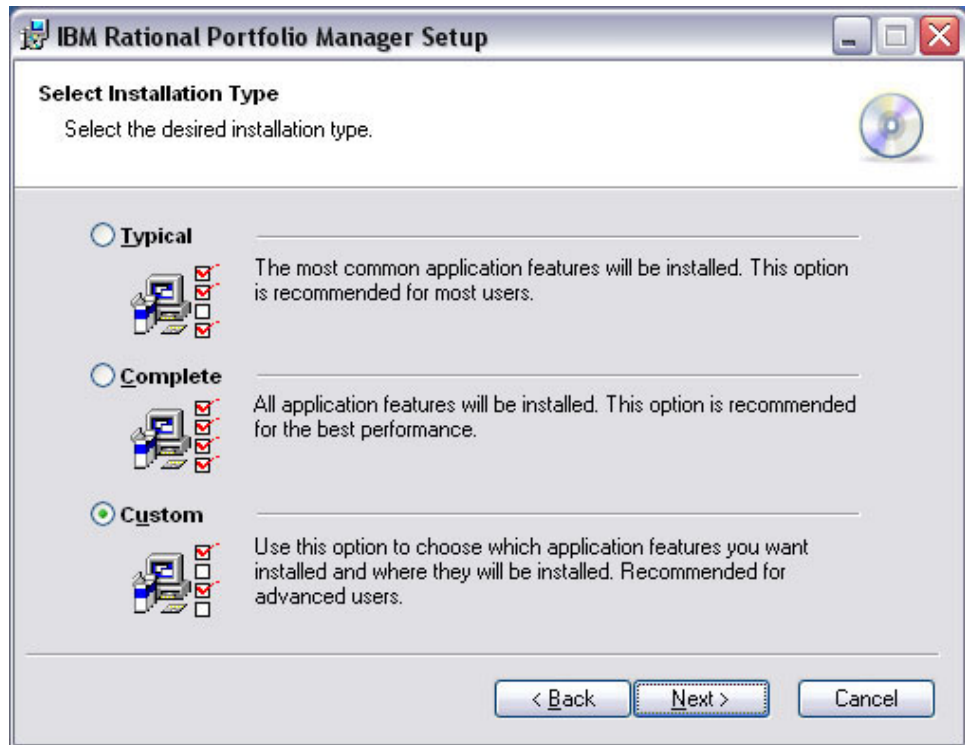 IBM Rational Portfolio Manager Setup
Select Installation Type
Select the desired installation type.
Typical
The most common application features will be installed. This option
is recommended for most users.
Complete
All application features will be installed. This option is recommended
for the best performance.
Custom
Use this option to choose which application features you want
installed and where they will be installed. Recommended for
advanced users.
< Back
Next >
Cancel